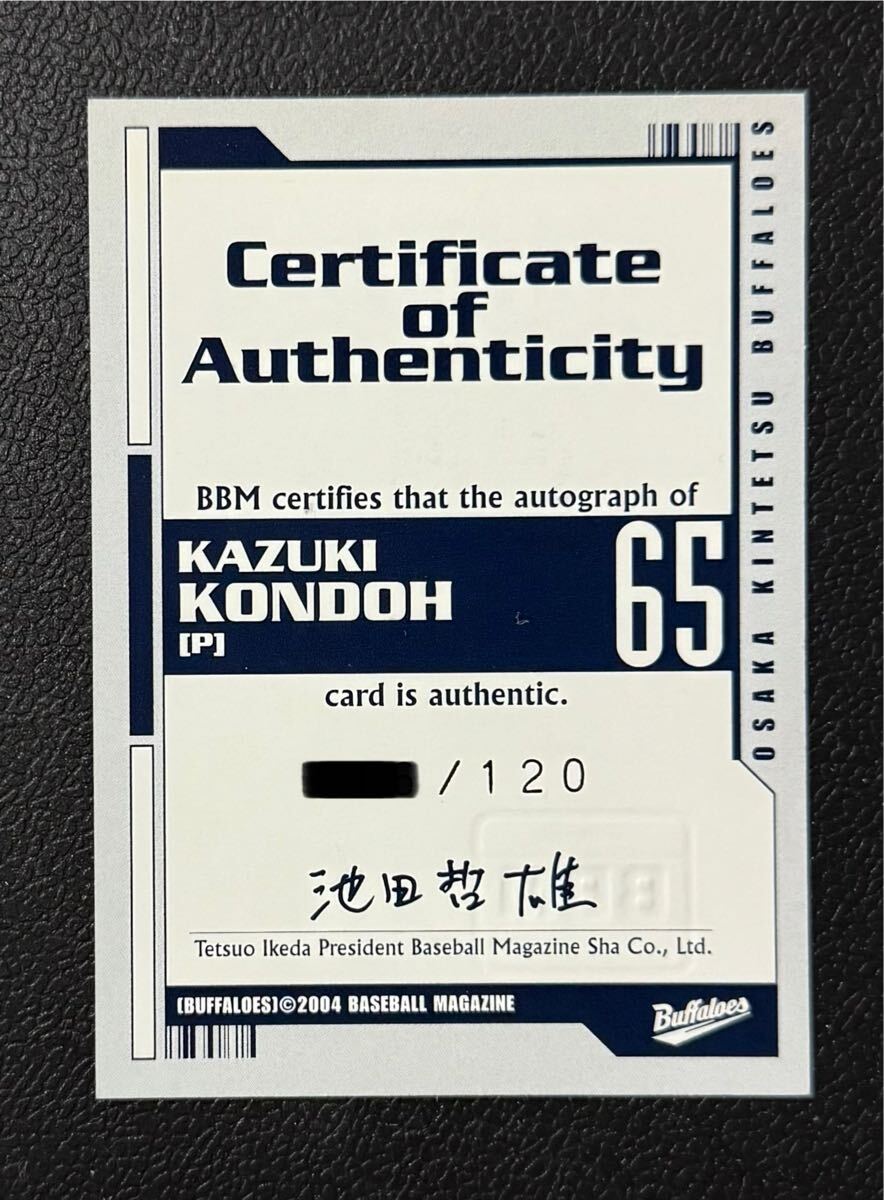 Certificate
of
Authenticity
BBM certifies that the autograph of
KAZUKI
KONDOH
[P]
65
card is authentic.
/120
池田哲雄
Tetsuo Ikeda President Baseball Magazine Sha Co., Ltd.
(BUFFALOES)©2004 BASEBALL MAGAZINE
Buffaloes
OSAKA KINTETSU BUFFALOES